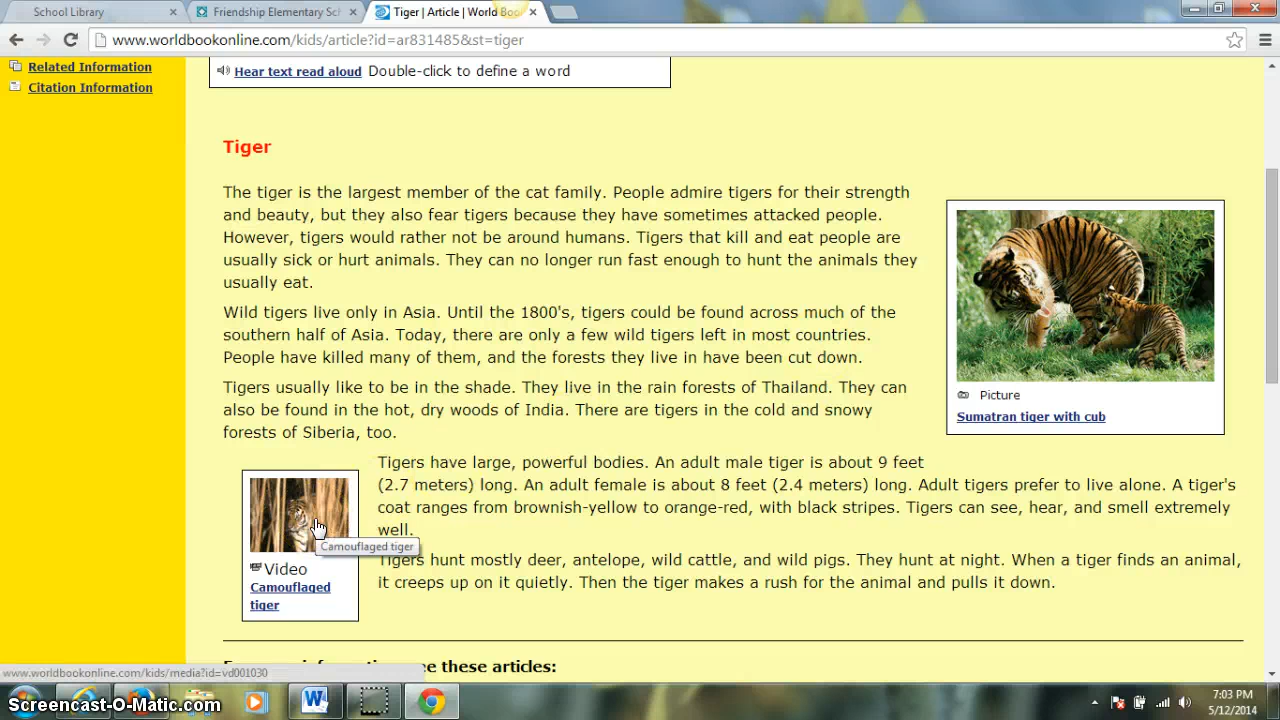 School Library
Friendship Elementary Sch
Tiger | Article | World Boo
www.worldbookonline.com/kids/article?id=ar831485&st=tiger
Related Information
Citation Information
Hear text read aloud Double-click to define a word
Tiger
The tiger is the largest member of the cat family. People admire tigers for their strength
and beauty, but they also fear tigers because they have sometimes attacked people.
However, tigers would rather not be around humans. Tigers that kill and eat people are
usually sick or hurt animals. They can no longer run fast enough to hunt the animals they
usually eat.
Wild tigers live only in Asia. Until the 1800's, tigers could be found across much of the
southern half of Asia. Today, there are only a few wild tigers left in most countries.
People have killed many of them, and the forests they live in have been cut down.
Tigers usually like to be in the shade. They live in the rain forests of Thailand. They can
also be found in the hot, dry woods of India. There are tigers in the cold and snowy
forests of Siberia, too.
Picture
Sumatran tiger with cub
Tigers have large, powerful bodies. An adult male tiger is about 9 feet
(2.7 meters) long. An adult female is about 8 feet (2.4 meters) long. Adult tigers prefer to live alone. A tiger's
coat ranges from brownish-yellow to orange-red, with black stripes. Tigers can see, hear, and smell extremely
well.
Tigers hunt mostly deer, antelope, wild cattle, and wild pigs. They hunt at night. When a tiger finds an animal,
it creeps up on it quietly. Then the tiger makes a rush for the animal and pulls it down.
Camouflaged tiger
Video
Camouflaged
tiger
see these articles:
www.worldbookonline.com/kids/media?id=vd001030
Screencast-O-Matic.com
7:03 PM
5/12/2014